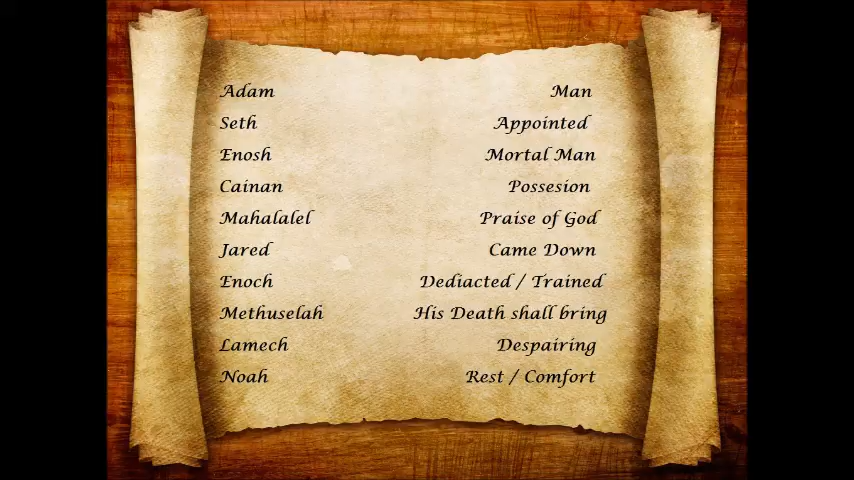 Adam Man
Seth Appointed
Enosh Mortal Man
Cainan Possesion
Mahalalel Praise of God
Jared Came Down
Enoch Dediacted / Trained
Methuselah His Death shall bring
Lamech Despairing
Noah Rest / Comfort